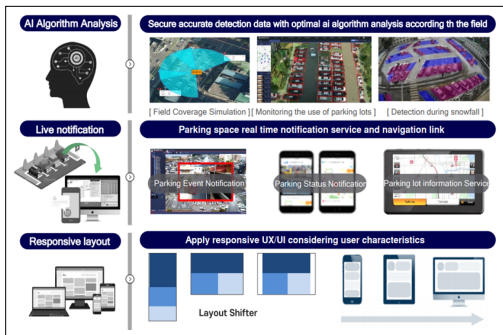 AI Algorithm Analysis
Secure accurate detection data with optimal ai algorithm analysis according th the field
[ Field Coverage Simulation ]
[ Monitoring the use of parking lots ]
[ Detection during snowfall ]
Live notification
Parking space real time notification service and navigation link
Parking Event Notification
Parking Status Notification
Parking lot information Service
Responsive layout
Apply responsive UX/UI considering user characteristics
Layout Shifter